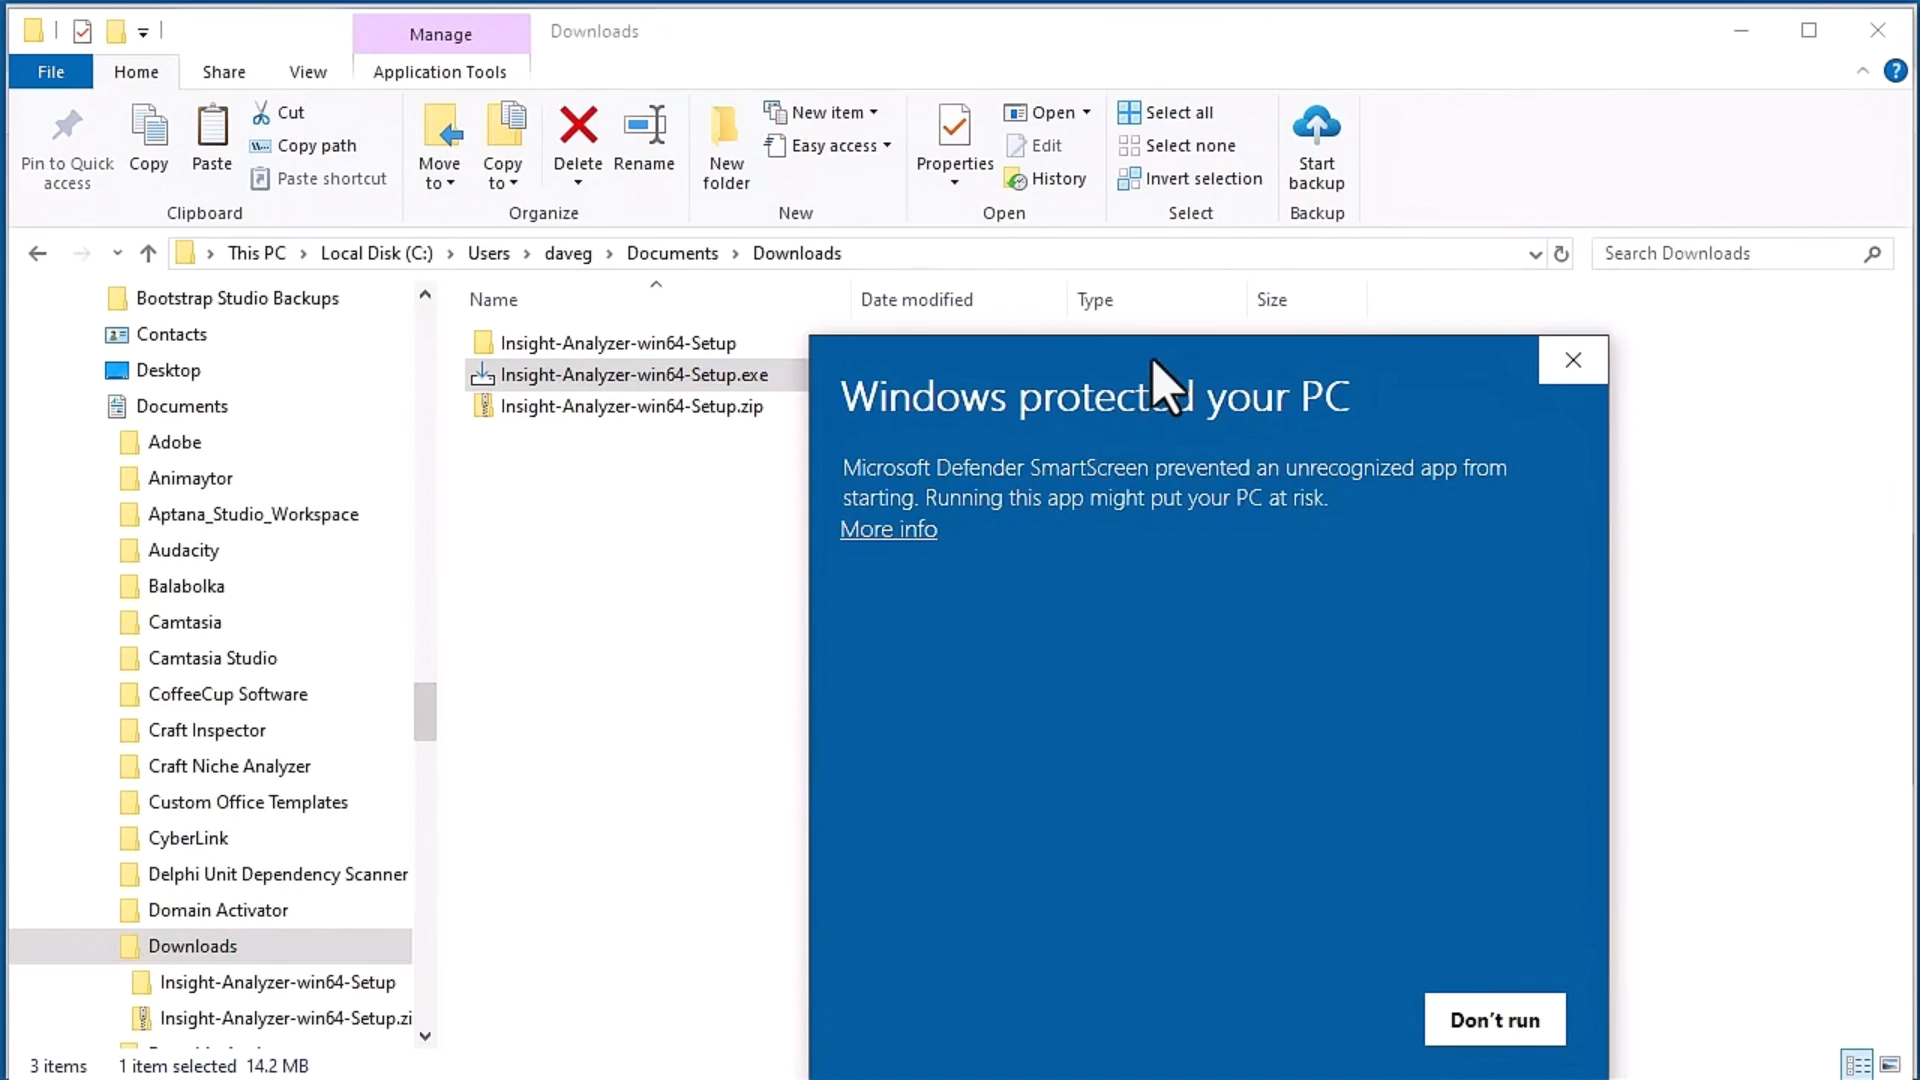 Manage
Downloads
File
Home
Share
View
Application Tools
Pin to Quick access
Copy
Paste
Cut
Copy path
Paste shortcut
Clipboard
Move to
Copy to
Delete
Rename
Organize
New folder
New item
Easy access
New
Properties
Open
Edit
History
Open
Select all
Select none
Invert selection
Select
Start backup
Backup
This PC > Local Disk (C:) > Users > daveg > Documents > Downloads
Search Downloads
Bootstrap Studio Backups
Contacts
Desktop
Documents
Adobe
Animaytor
Aptana_Studio_Workspace
Audacity
Balabolka
Camtasia
Camtasia Studio
CoffeeCup Software
Craft Inspector
Craft Niche Analyzer
Custom Office Templates
CyberLink
Delphi Unit Dependency Scanner
Domain Activator
Downloads
Insight-Analyzer-win64-Setup
Insight-Analyzer-win64-Setup.zi
Name
Date modified
Type
Size
Insight-Analyzer-win64-Setup
Insight-Analyzer-win64-Setup.exe
Insight-Analyzer-win64-Setup.zip
Windows protected your PC
Microsoft Defender SmartScreen prevented an unrecognized app from
starting. Running this app might put your PC at risk.
More info
Don't run
3 items
1 item selected 14.2 MB